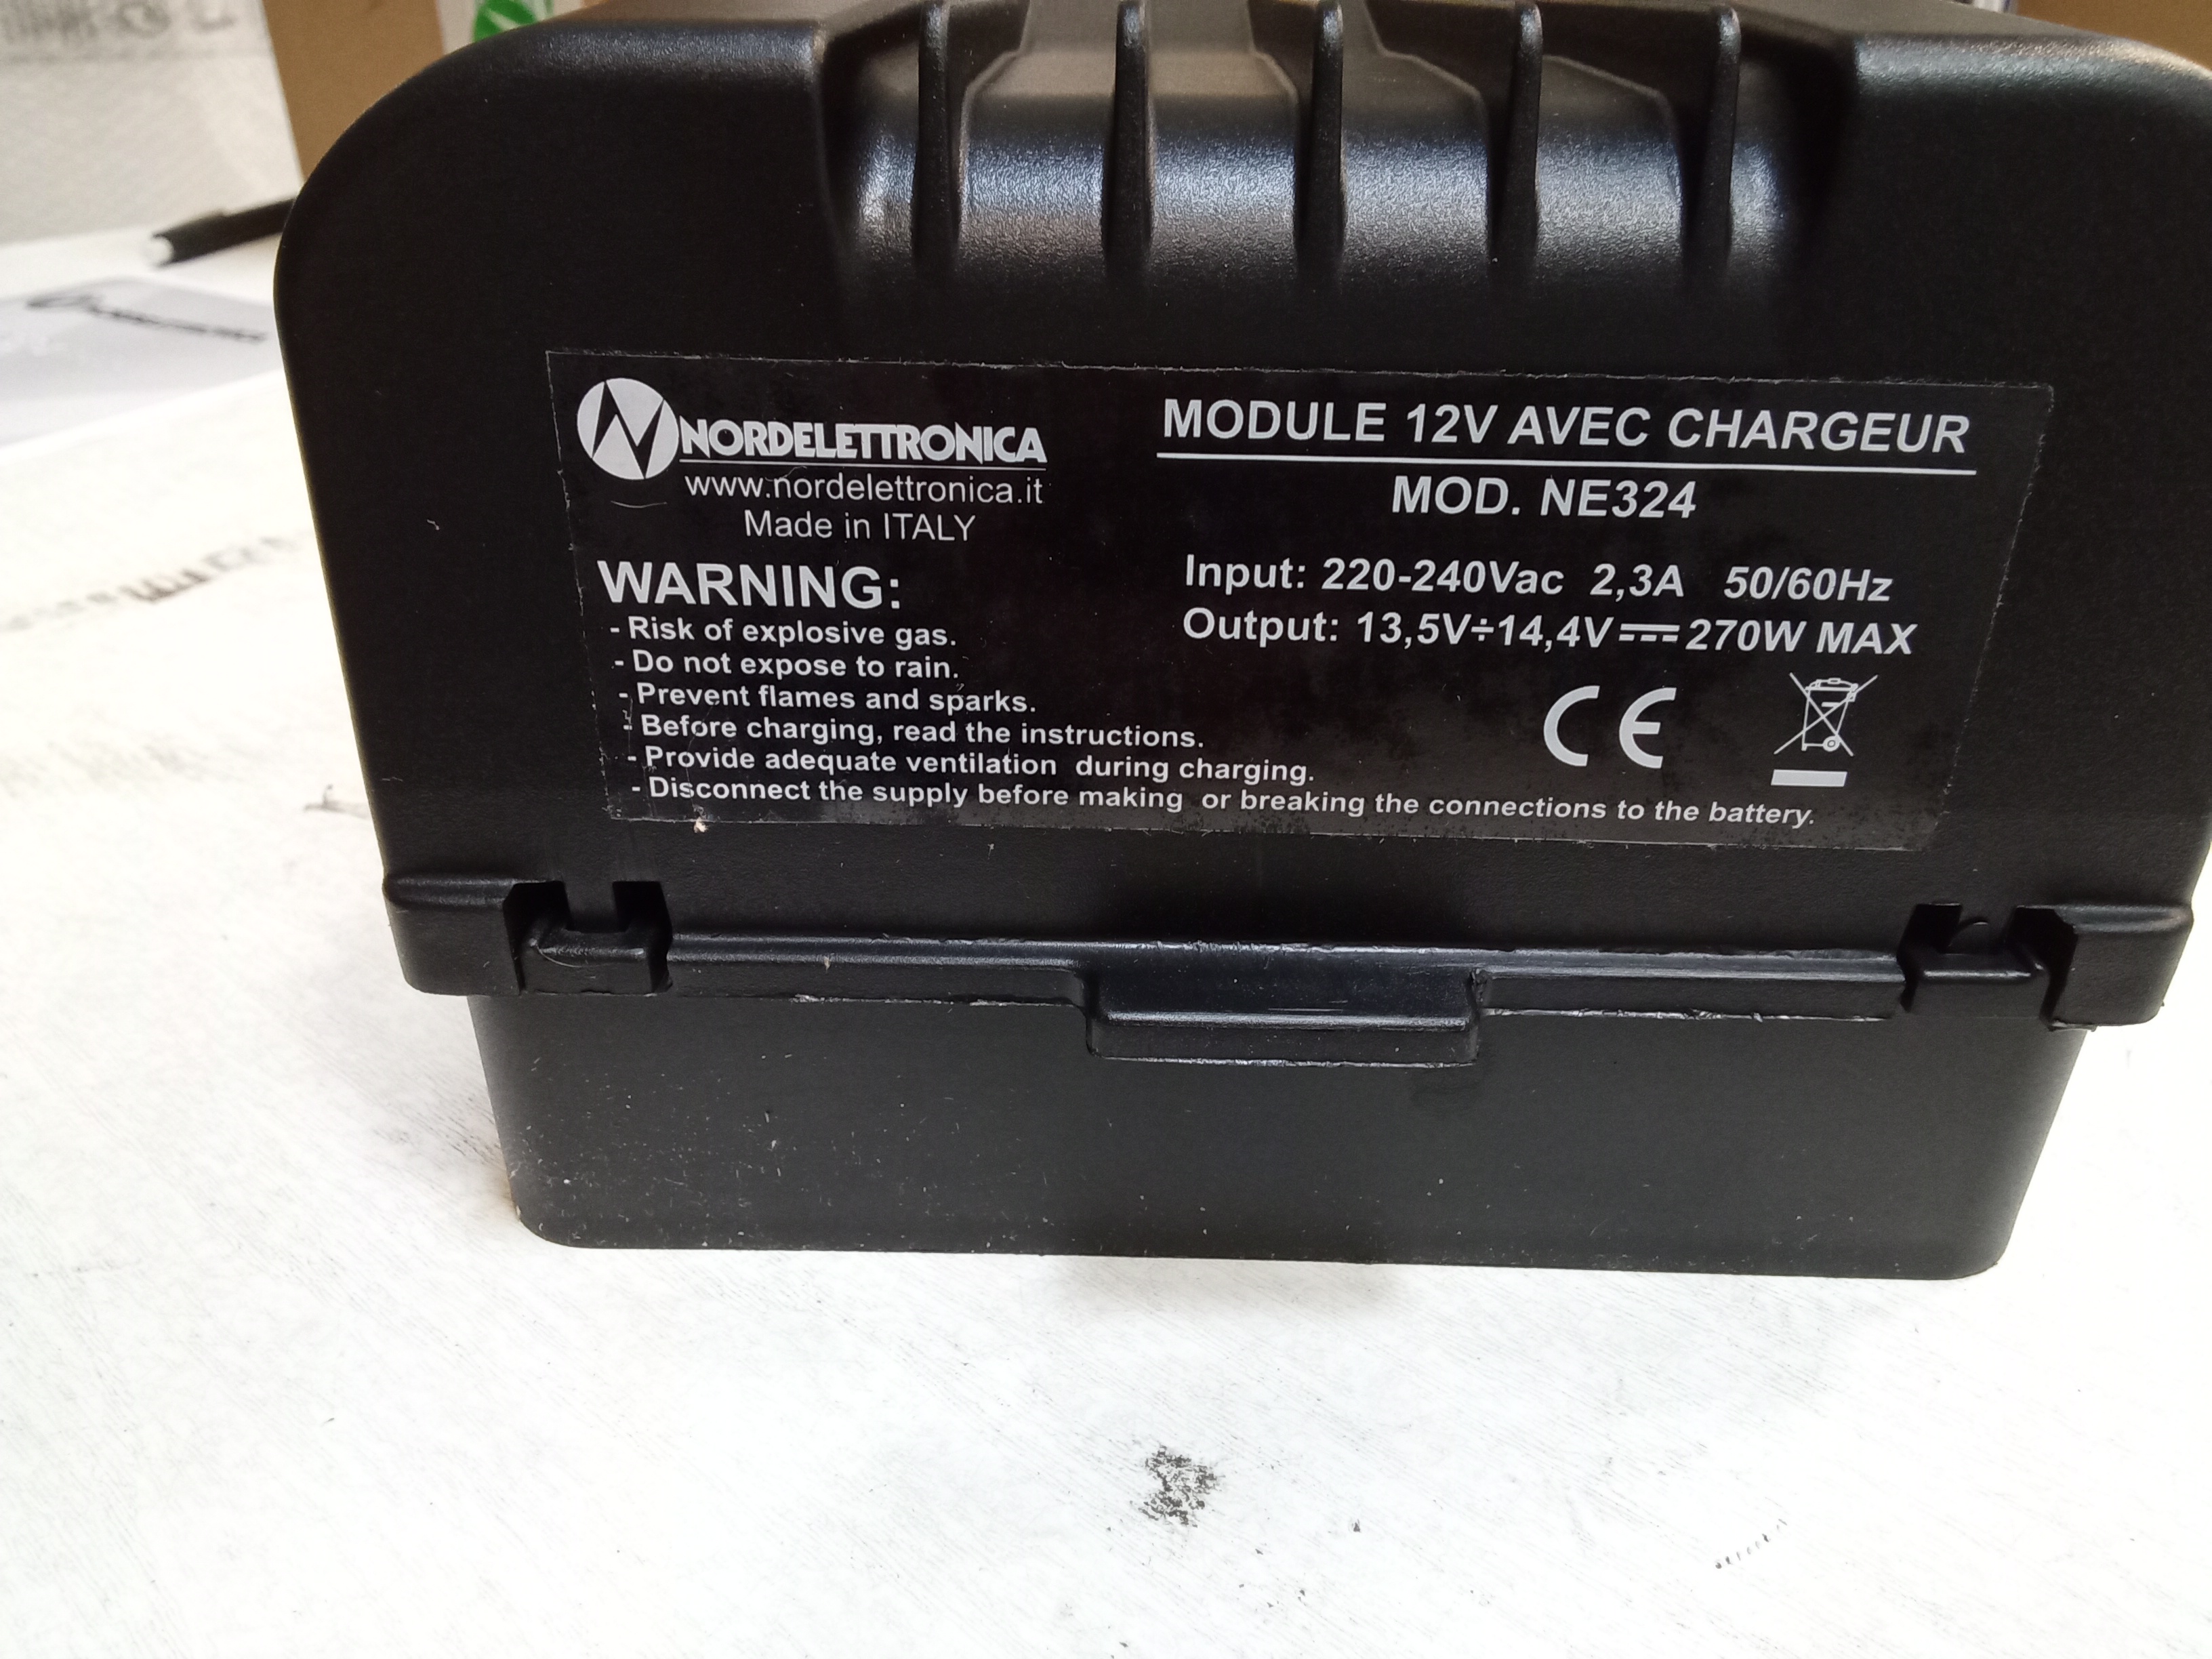 NORDELETTRONICA
www.nordelettronica.it
Made in ITALY
MODULE 12V AVEC CHARGEUR
MOD. NE324
Input: 220-240Vac 2,3A 50/60Hz
Output: 13,5V÷14,4V⎓270W MAX
WARNING:
- Risk of explosive gas.
- Do not expose to rain.
- Prevent flames and sparks.
- Before charging, read the instructions.
- Provide adequate ventilation during charging.
- Disconnect the supply before making or breaking the connections to the battery.
CE